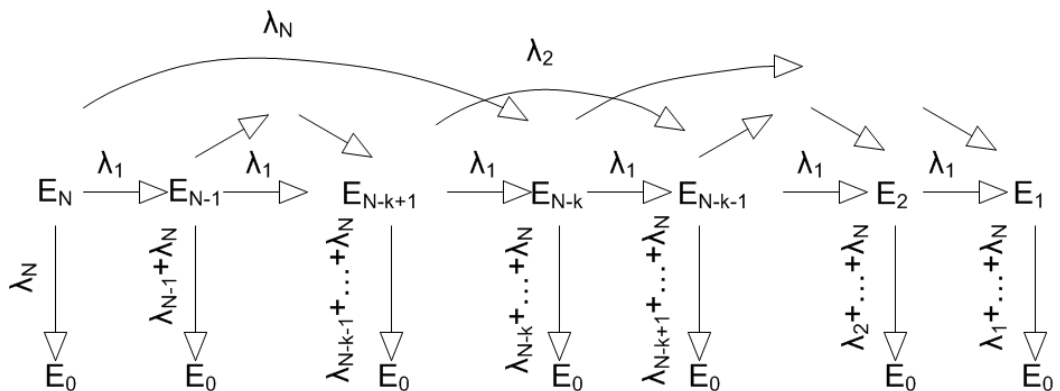 λN
λ2
λ1 λ1 λ1 λ1 λ1 λ1
EN EN-1 EN-k+1 EN-k EN-k-1 E2 E1
λN λN-1+λN λN-k-1+...+λN λN-k+...+λN λN-k+1+...+λN λ2+...+λN λ1+...+λN
E0 E0 E0 E0 E0 E0 E0